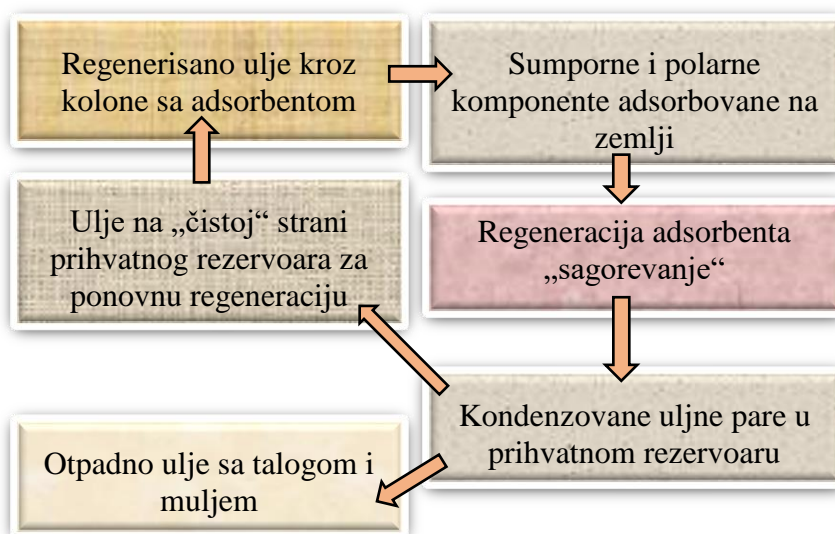 Regenerisano ulje kroz
kolone sa adsorbentom
Sumporne i polarne
komponente adsorbovane na
zemlji
Ulje na „čistoj“ strani
prihvatnog rezervoara za
ponovnu regeneraciju
Regeneracija adsorbenta
„sagorevanje“
Kondenzovane uljne pare u
prihvatnom rezervoaru
Otpadno ulje sa talogom i
muljem